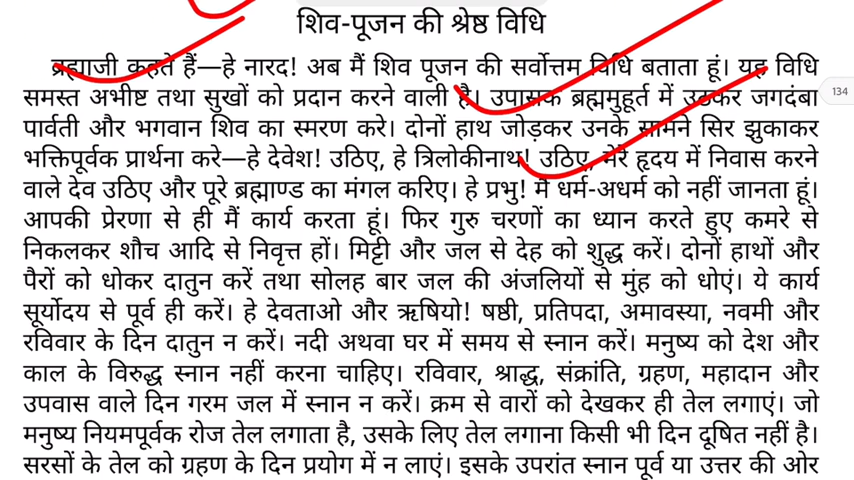 शिव-पूजन की श्रेष्ठ विधि
ब्रह्माजी कहते हैं—हे नारद! अब मैं शिव पूजन की सर्वोत्तम विधि बताता हूं। यह विधि
समस्त अभीष्ट तथा सुखों को प्रदान करने वाली है। उपासक ब्रह्ममुहूर्त में उठकर जगदंबा
134
पार्वती और भगवान शिव का स्मरण करे। दोनों हाथ जोड़कर उनके सामने सिर झुकाकर
भक्तिपूर्वक प्रार्थना करे—हे देवेश! उठिए, हे त्रिलोकीनाथ! उठिए, मेरे हृदय में निवास करने
वाले देव उठिए और पूरे ब्रह्माण्ड का मंगल करिए। हे प्रभु! मैं धर्म-अधर्म को नहीं जानता हूं।
आपकी प्रेरणा से ही मैं कार्य करता हूं। फिर गुरु चरणों का ध्यान करते हुए कमरे से
निकलकर शौच आदि से निवृत्त हों। मिट्टी और जल से देह को शुद्ध करें। दोनों हाथों और
पैरों को धोकर दातुन करें तथा सोलह बार जल की अंजलियों से मुंह को धोएं। ये कार्य
सूर्योदय से पूर्व ही करें। हे देवताओ और ऋषियो! षष्ठी, प्रतिपदा, अमावस्या, नवमी और
रविवार के दिन दातुन न करें। नदी अथवा घर में समय से स्नान करें। मनुष्य को देश और
काल के विरुद्ध स्नान नहीं करना चाहिए। रविवार, श्राद्ध, संक्रांति, ग्रहण, महादान और
उपवास वाले दिन गरम जल में स्नान न करें। क्रम से वारों को देखकर ही तेल लगाएं। जो
मनुष्य नियमपूर्वक रोज तेल लगाता है, उसके लिए तेल लगाना किसी भी दिन दूषित नहीं है।
सरसों के तेल को ग्रहण के दिन प्रयोग में न लाएं। इसके उपरांत स्नान पूर्व या उत्तर की ओर